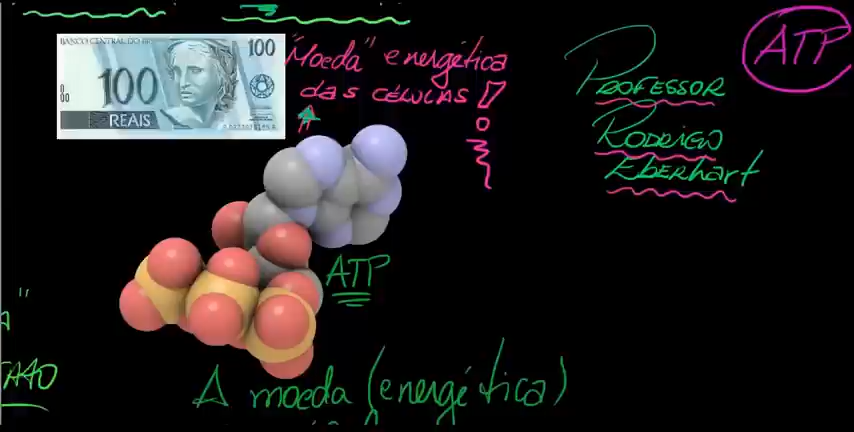 BANCO CENTRAL DO
100
100
REAIS
"Moeda" energética
das CÉLULAS!
PROFESSOR
RODRIGO
Eberhart
ATP
ATP
A moeda (energética)